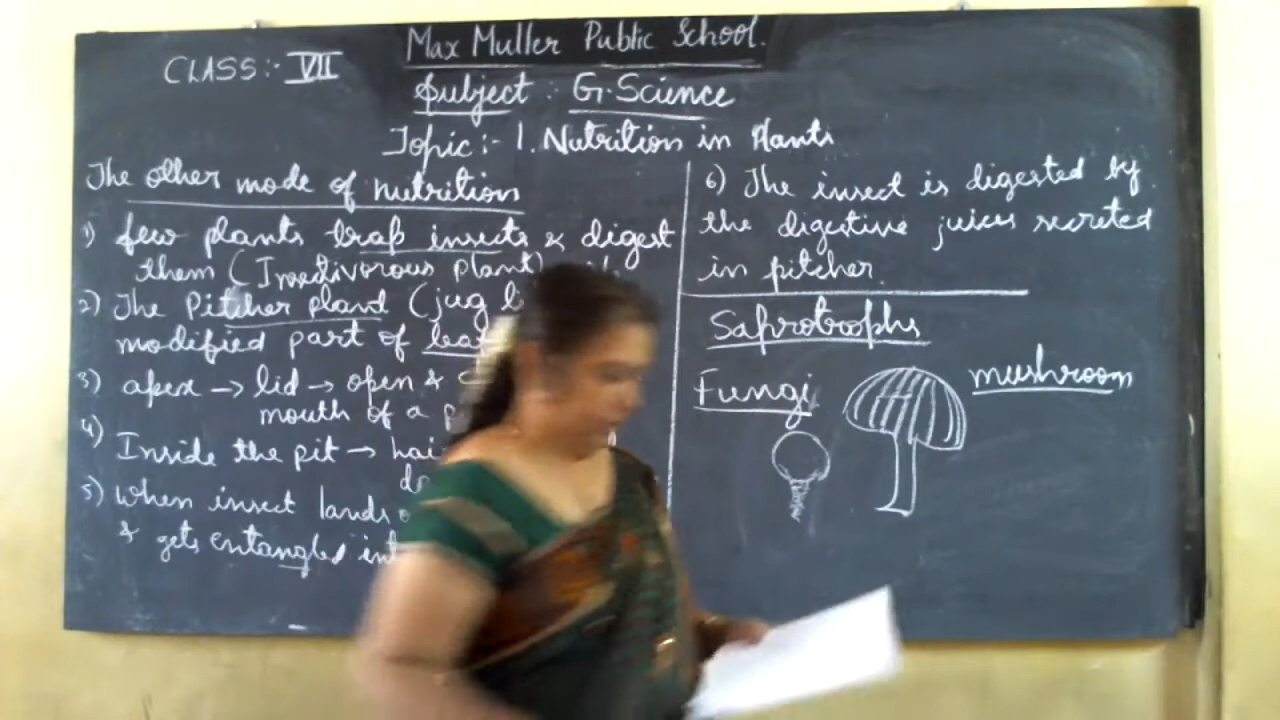 Max Muller Public School.
CLASS:- VII
Subject : G.Science
Topic:- 1. Nutrition in Plants
The other mode of nutrition
1) few plants trap insects & digest
them (Insectivorous plant)
2) The Pitcher plant (jug
modified part of leaf
3) apex → lid → open &
mouth of a
4) Inside the pit →
5) when insect lands
& gets entangled
6) The insect is digested by
the digestive juices secreted
in pitcher.
Saprotrophs
Fungi
mushroom